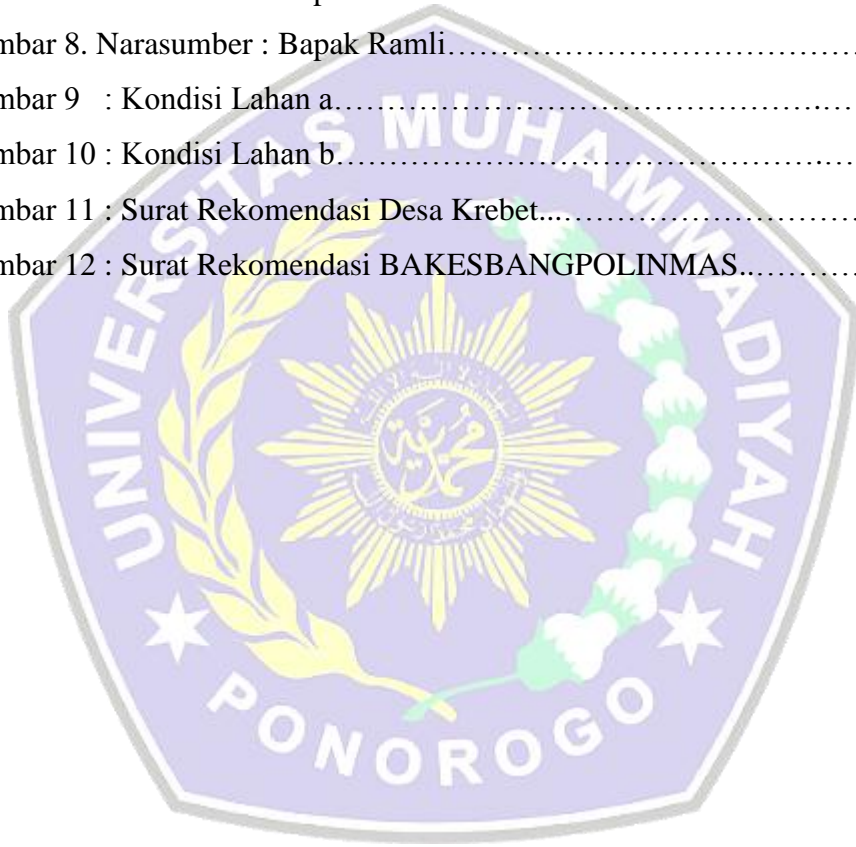 mbar 8. Narasumber : Bapak Ramli……………………………………
mbar 9 : Kondisi Lahan a…………………………………………….…
mbar 10 : Kondisi Lahan b…………………………………………….…
mbar 11 : Surat Rekomendasi Desa Krebet...…………………………
mbar 12 : Surat Rekomendasi BAKESBANGPOLINMAS..…………
UNIVERSITAS MUHAMMADIYAH
PONOROGO
محمدية